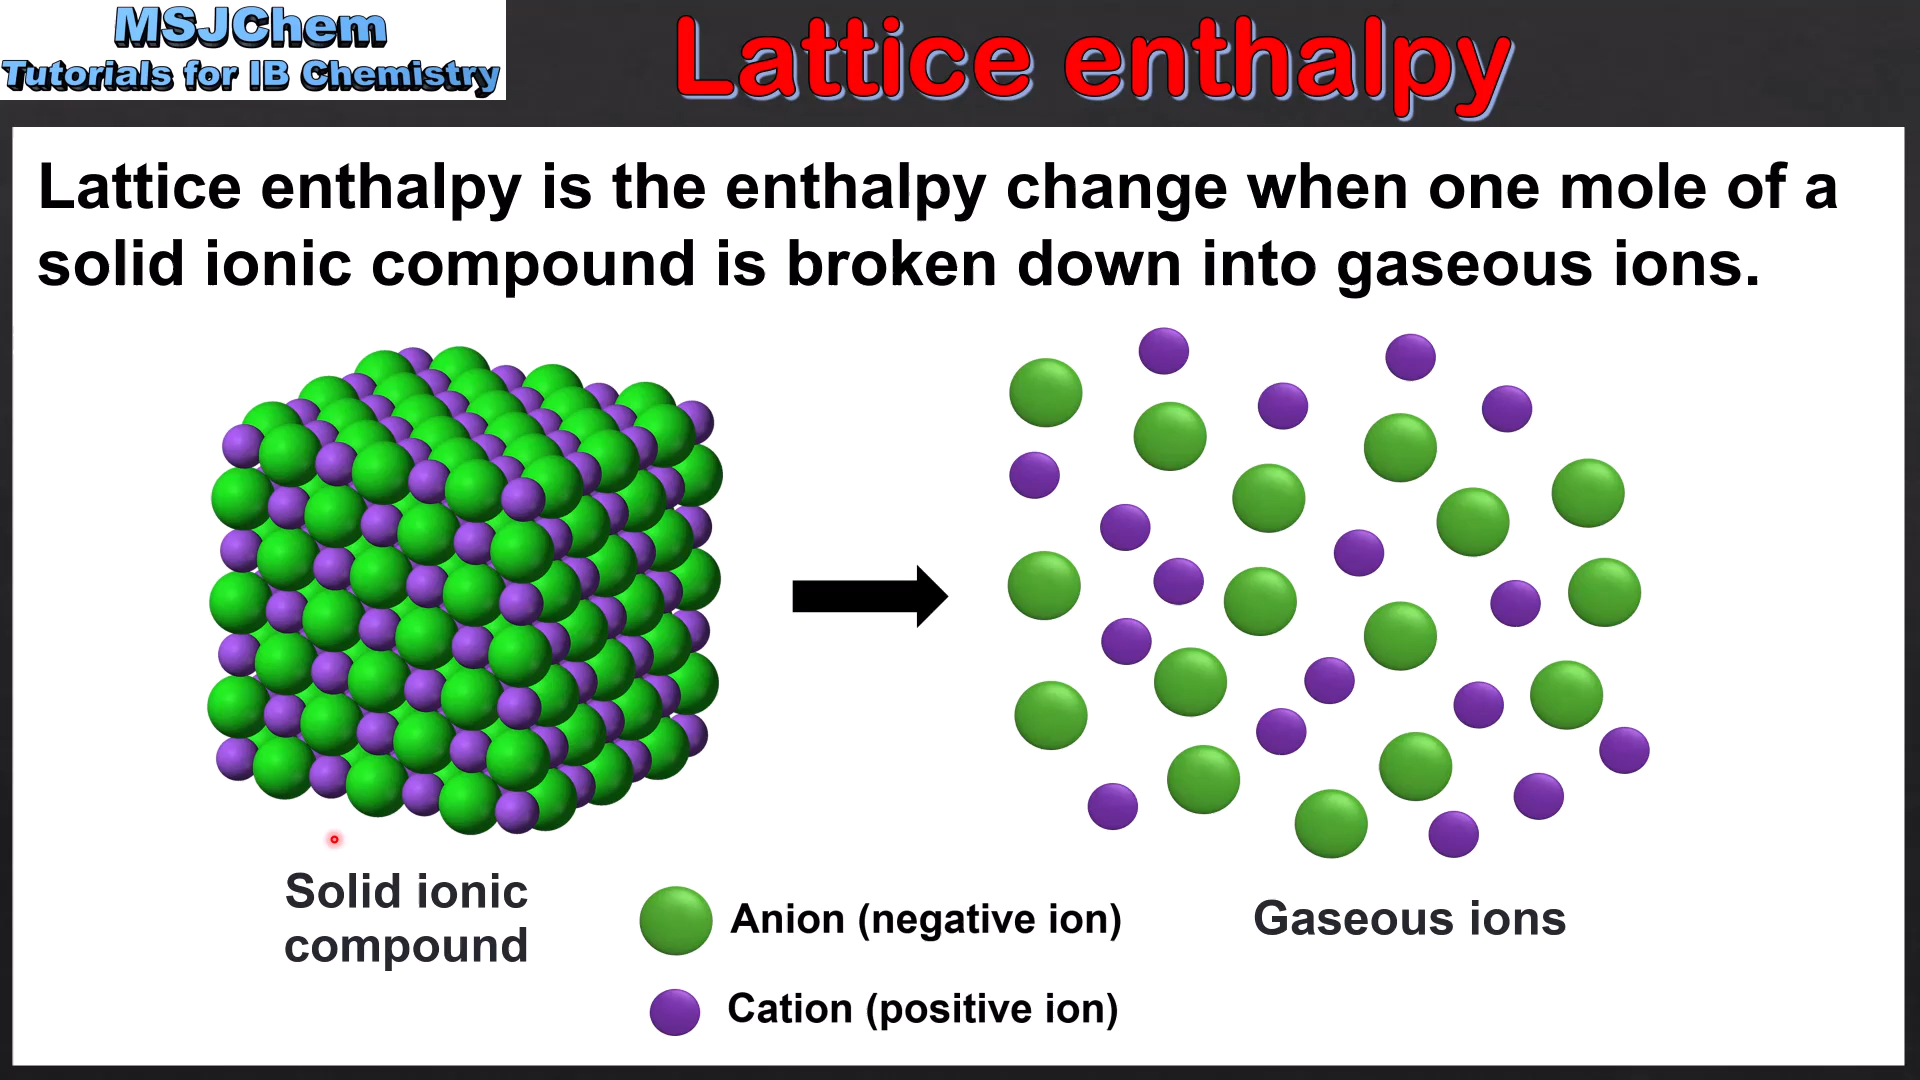 MSJChem
Tutorials for IB Chemistry
Lattice enthalpy
Lattice enthalpy is the enthalpy change when one mole of a
solid ionic compound is broken down into gaseous ions.
Solid ionic
compound
Anion (negative ion)
Cation (positive ion)
Gaseous ions